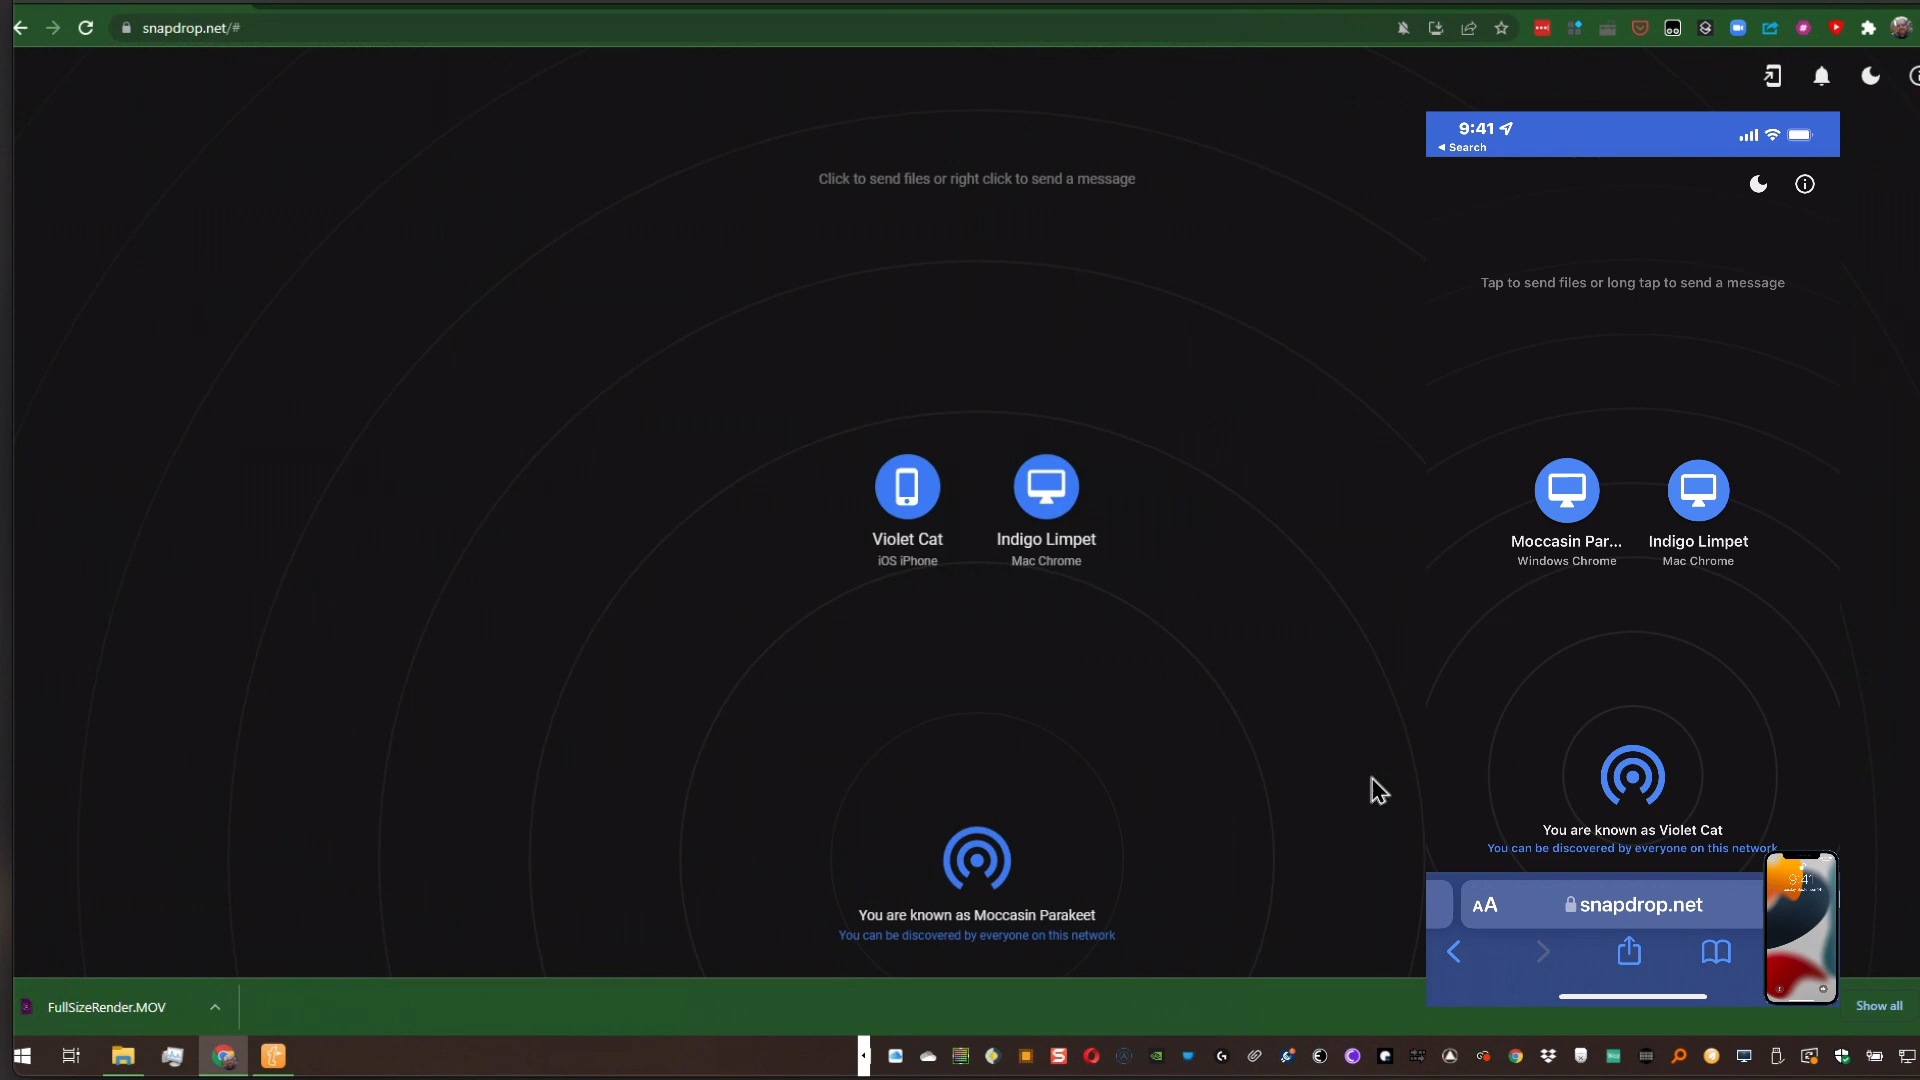 snapdrop.net/#
Click to send files or right click to send a message
Violet Cat
iOS iPhone
Indigo Limpet
Mac Chrome
You are known as Moccasin Parakeet
You can be discovered by everyone on this network
9:41
Search
Tap to send files or long tap to send a message
Moccasin Par...
Windows Chrome
Indigo Limpet
Mac Chrome
You are known as Violet Cat
You can be discovered by everyone on this network
AA
snapdrop.net
9:41
FullSizeRender.MOV
Show all